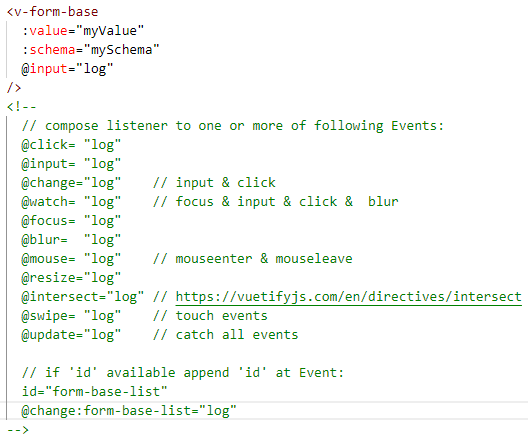 <v-form-base
  :value="myValue"
  :schema="mySchema"
  @input="log"
/>
<!--
  // compose listener to one or more of following Events:
  @click= "log"
  @input= "log"
  @change="log"    // input & click
  @watch= "log"    // focus & input & click &  blur
  @focus= "log"
  @blur=  "log"
  @mouse= "log"    // mouseenter & mouseleave
  @resize="log"
  @intersect="log" // https://vuetifyjs.com/en/directives/intersect
  @swipe= "log"    // touch events
  @update="log"    // catch all events

  // if 'id' available append 'id' at Event:
  id="form-base-list"
  @change:form-base-list="log"
-->